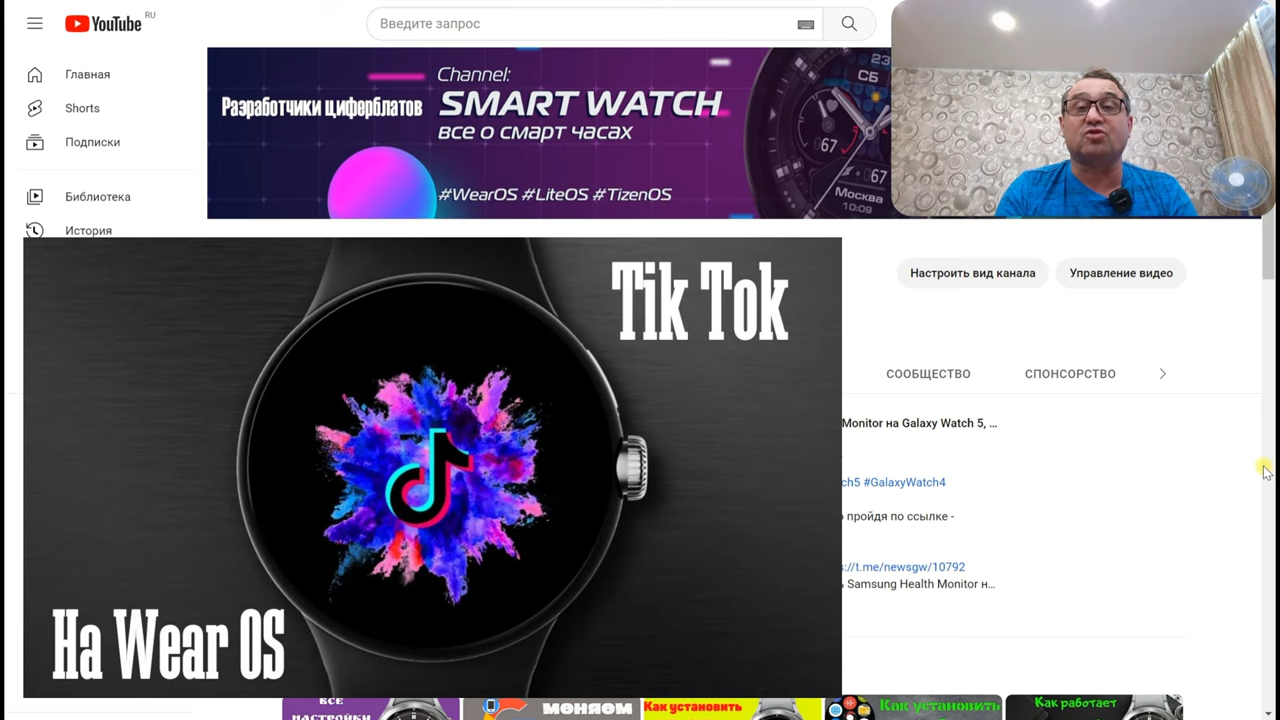 YouTube RU
Введите запрос
Главная
Shorts
Подписки
Библиотека
История
Channel:
Разработчики циферблатов
SMART WATCH
ВСЕ О СМАРТ ЧАСАХ
#WearOS #LiteOS #TizenOS
23
СБ
67
67
Москва
10:09
Настроить вид канала
Управление видео
СООБЩЕСТВО
СПОНСОРСТВО
Tik Tok
На Wear OS
Monitor на Galaxy Watch 5, ...
ch5 #GalaxyWatch4
пройдя по ссылке -
s://t.me/newsgw/10792
Samsung Health Monitor н...
ВСЕ
НАСТРОЙКИ
МЕНЯЕМ
Как установить
Как установить
Как работает